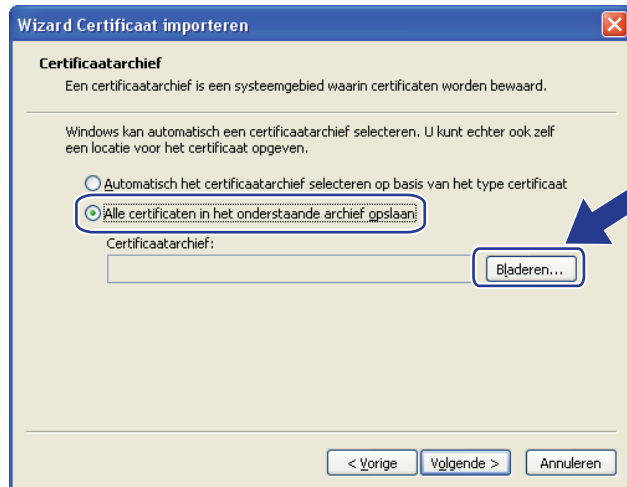 Wizard Certificaat importeren
Certificaatarchief
Een certificaatarchief is een systeemgebied waarin certificaten worden bewaard.
Windows kan automatisch een certificaatarchief selecteren. U kunt echter ook zelf
een locatie voor het certificaat opgeven.
Automatisch het certificaatarchief selecteren op basis van het type certificaat
Alle certificaten in het onderstaande archief opslaan
Certificaatarchief:
Bladeren...
< Vorige
Volgende >
Annuleren